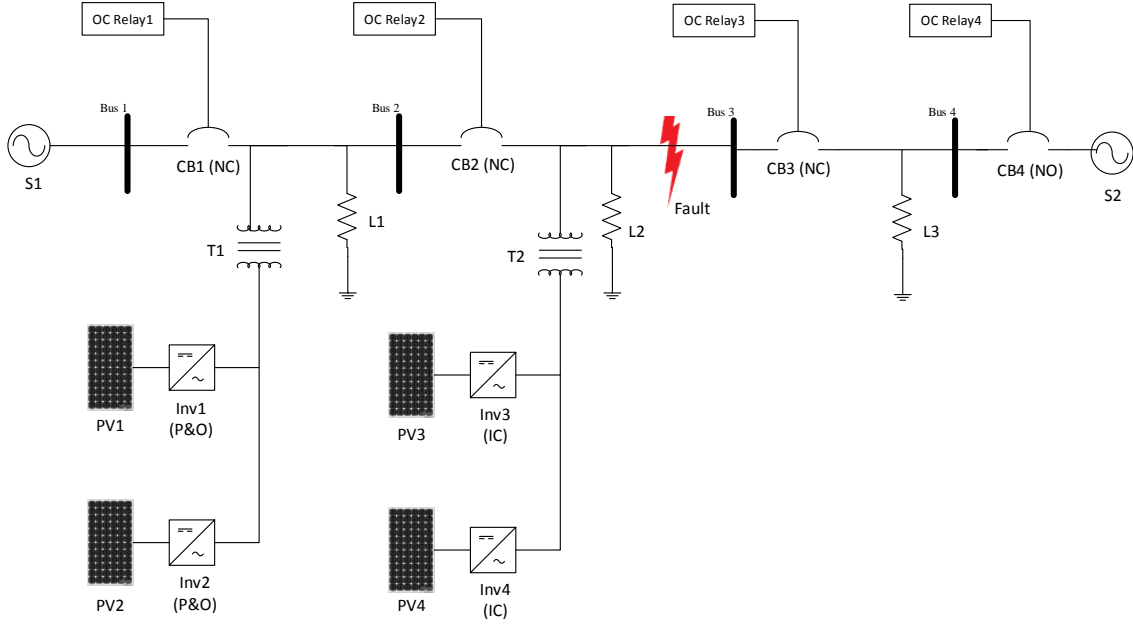 OC Relay1
OC Relay2
OC Relay3
OC Relay4
Bus 1
Bus 2
Bus 3
Bus 4
S1
CB1 (NC)
CB2 (NC)
CB3 (NC)
CB4 (NO)
S2
Fault
L1
L2
L3
T1
T2
PV1
Inv1
(P&O)
PV3
Inv3
(IC)
PV2
Inv2
(P&O)
PV4
Inv4
(IC)